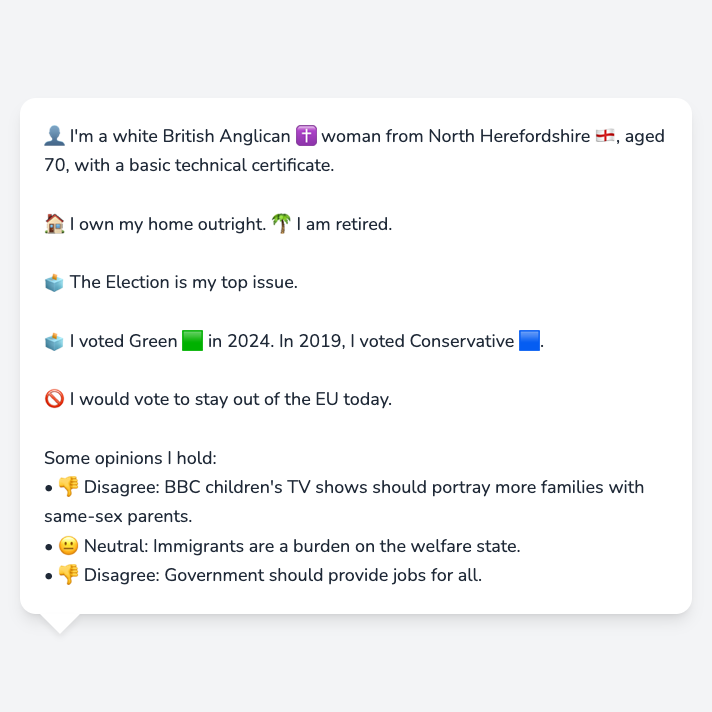 👤 I'm a white British Anglican ✝️ woman from North Herefordshire 🏴󠁧󠁢󠁥󠁮󠁧󠁿, aged
70, with a basic technical certificate.
🏠 I own my home outright. 🌴 I am retired.
🗳️ The Election is my top issue.
🗳️ I voted Green 🟩 in 2024. In 2019, I voted Conservative 🟦.
🚫 I would vote to stay out of the EU today.
Some opinions I hold:
• 👎 Disagree: BBC children's TV shows should portray more families with
same-sex parents.
• 😐 Neutral: Immigrants are a burden on the welfare state.
• 👎 Disagree: Government should provide jobs for all.